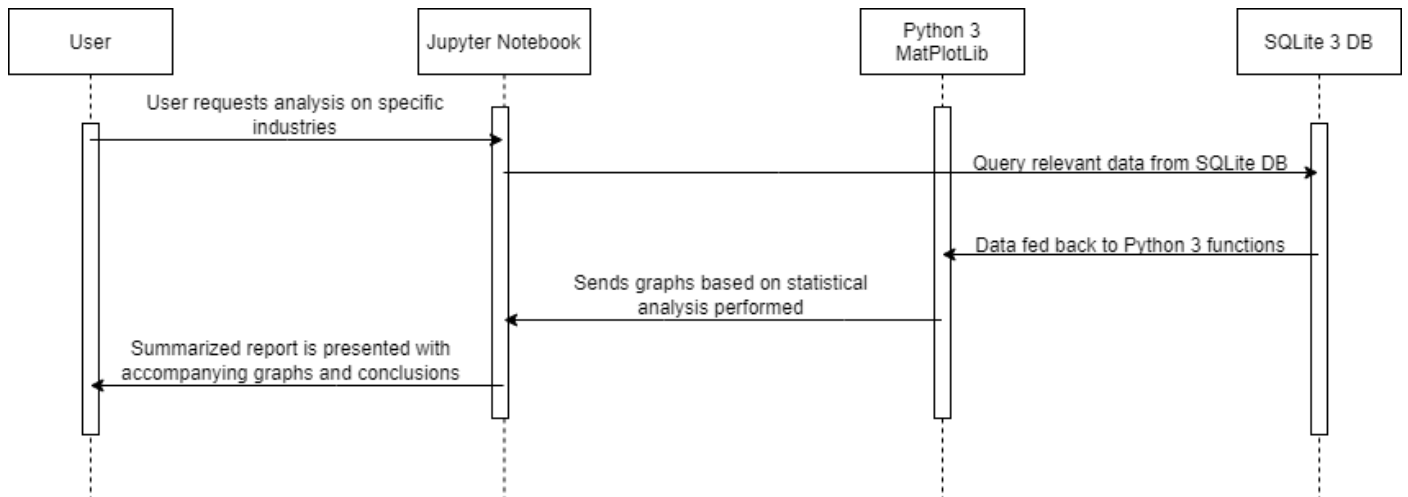 User
Jupyter Notebook
Python 3
MatPlotLib
SQLite 3 DB
User requests analysis on specific
industries
Query relevant data from SQLite DB
Data fed back to Python 3 functions
Sends graphs based on statistical
analysis performed
Summarized report is presented with
accompanying graphs and conclusions